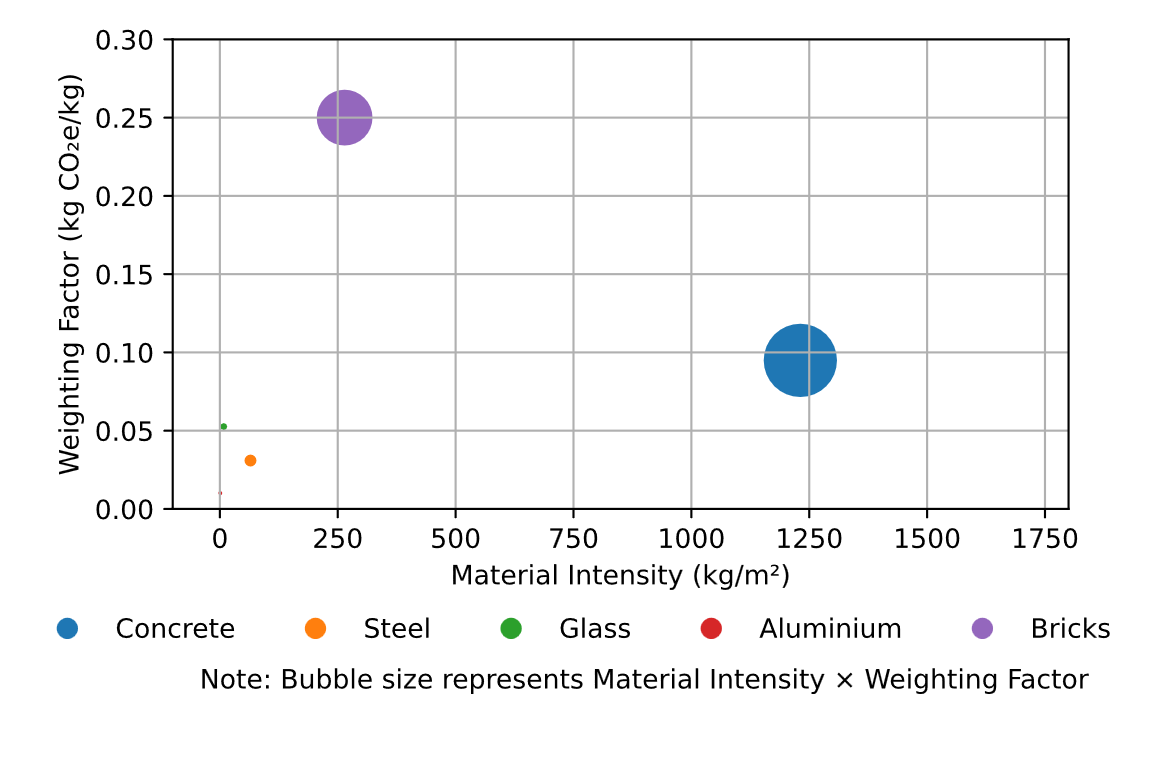 0.30
0.25
0.20
0.15
0.10
0.05
0.00
Weighting Factor (kg CO₂e/kg)
0 250 500 750 1000 1250 1500 1750
Material Intensity (kg/m²)
Concrete Steel Glass Aluminium Bricks
Note: Bubble size represents Material Intensity × Weighting Factor